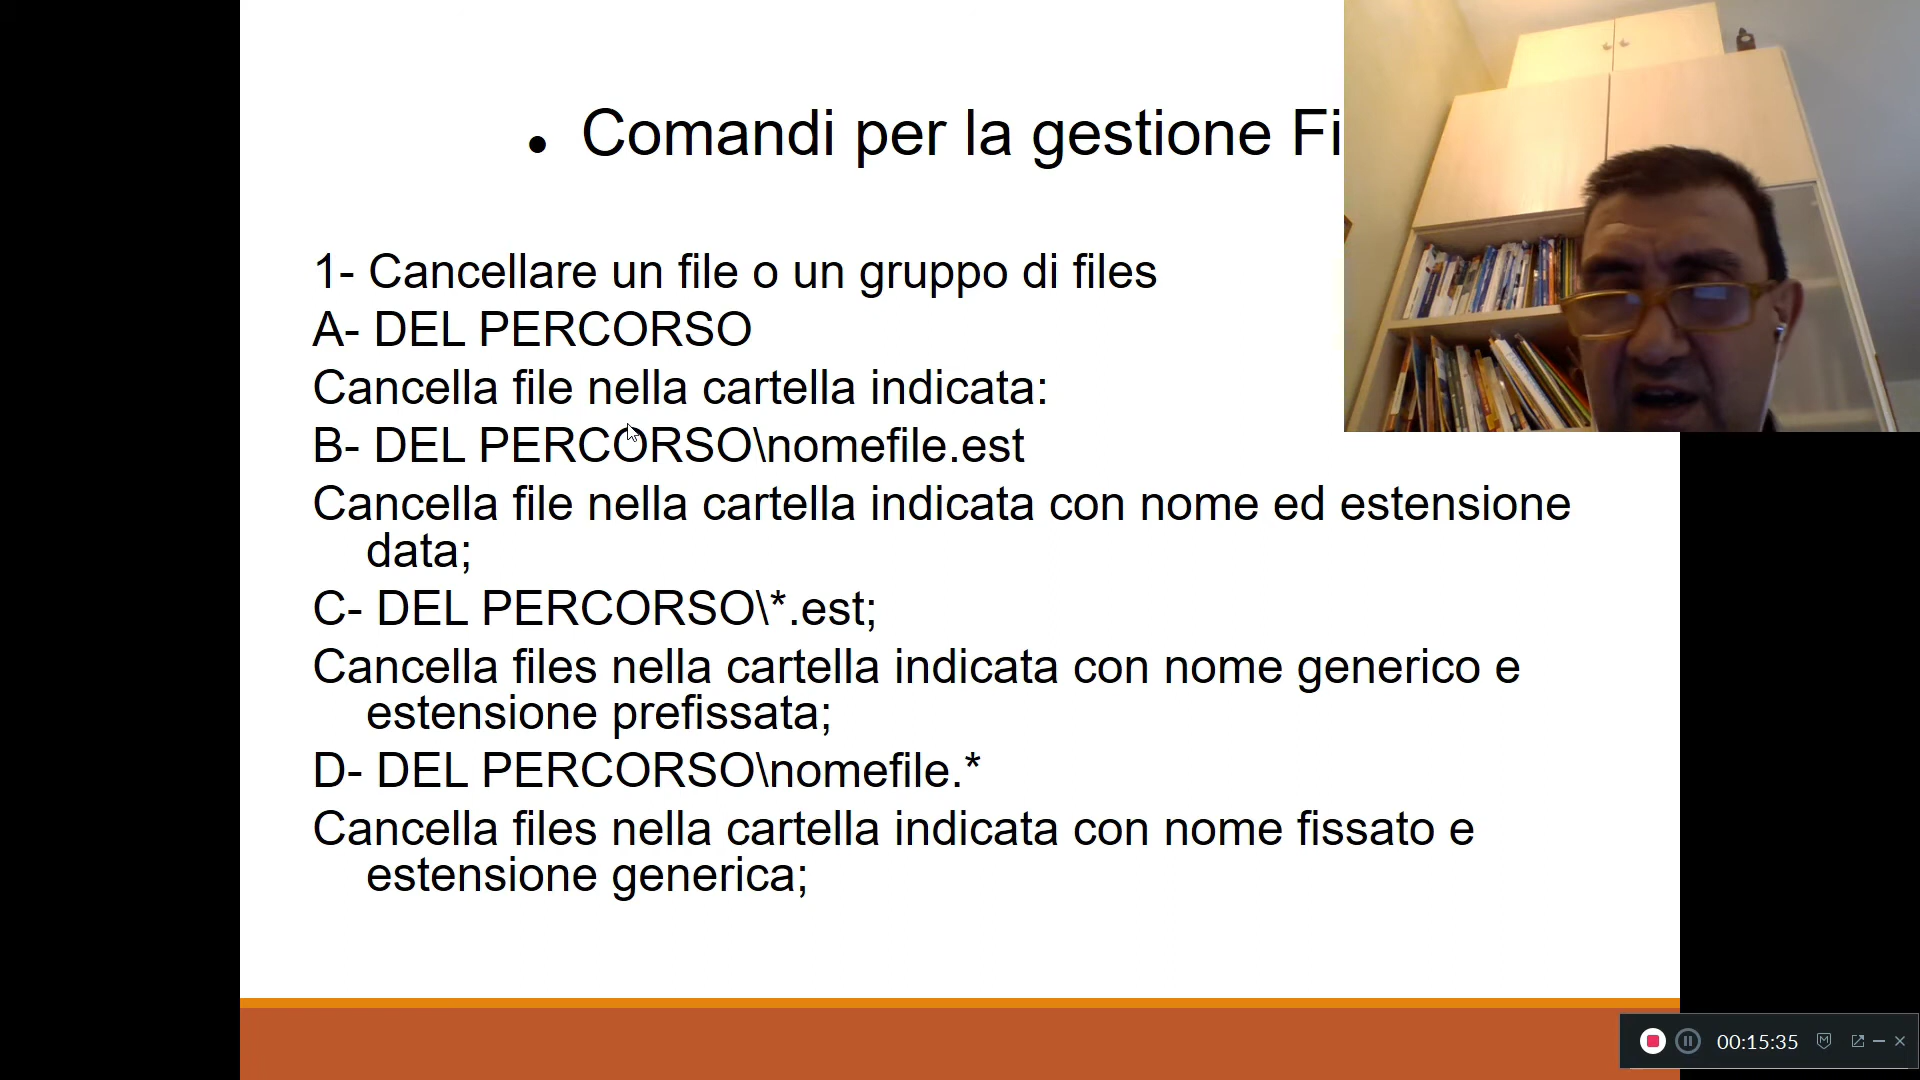 • Comandi per la gestione Fi
1- Cancellare un file o un gruppo di files
A- DEL PERCORSO
Cancella file nella cartella indicata:
B- DEL PERCORSO\nomefile.est
Cancella file nella cartella indicata con nome ed estensione
data;
C- DEL PERCORSO\*.est;
Cancella files nella cartella indicata con nome generico e
estensione prefissata;
D- DEL PERCORSO\nomefile.*
Cancella files nella cartella indicata con nome fissato e
estensione generica;
00:15:35